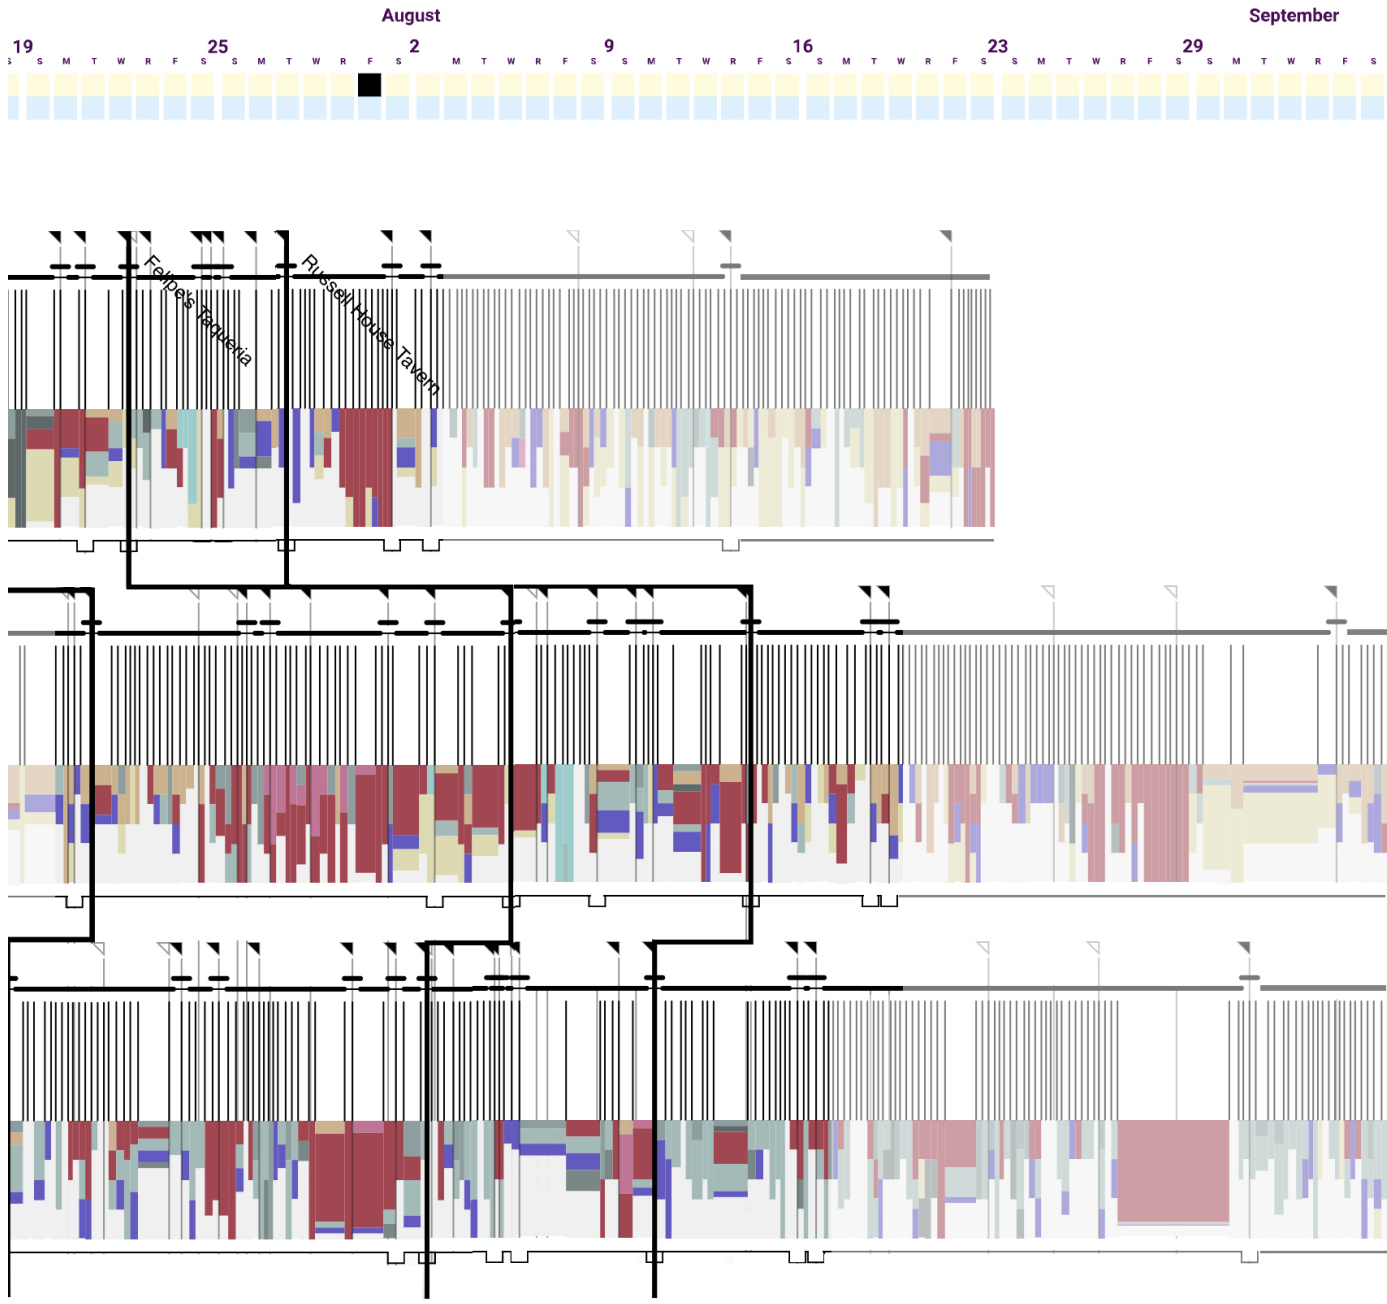 August September
19 25 2 9 16 23 29
S S M T W R F S S M T W R F S M T W R F S S M T W R F S S M T W R F S S M T W R F S S M T W R F S
Felipe's Taqueria
Russell House Tavern